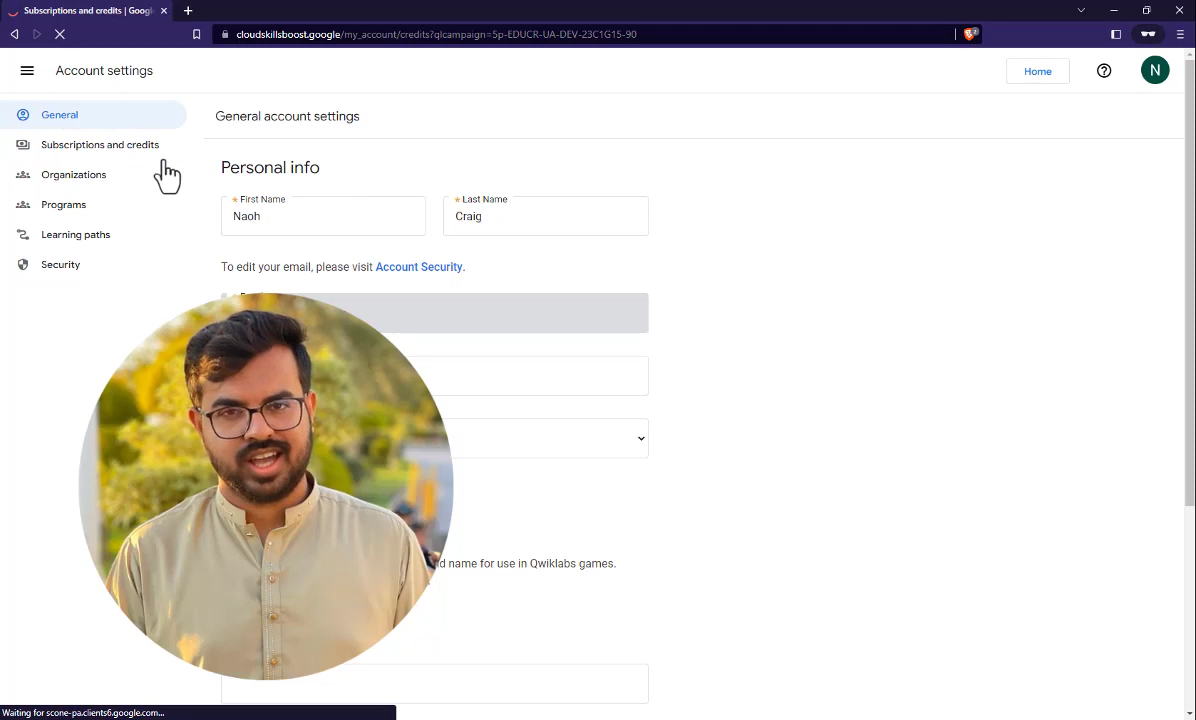 Subscriptions and credits | Googl
cloudskillsboost.google/my_account/credits?qlcampaign=5p-EDUCR-UA-DEV-23C1G15-90
Account settings
Home
N
General
Subscriptions and credits
Organizations
Programs
Learning paths
Security
General account settings
Personal info
* First Name
Naoh
* Last Name
Craig
To edit your email, please visit Account Security.
name for use in Qwiklabs games.
Waiting for scone-pa.clients6.google.com...